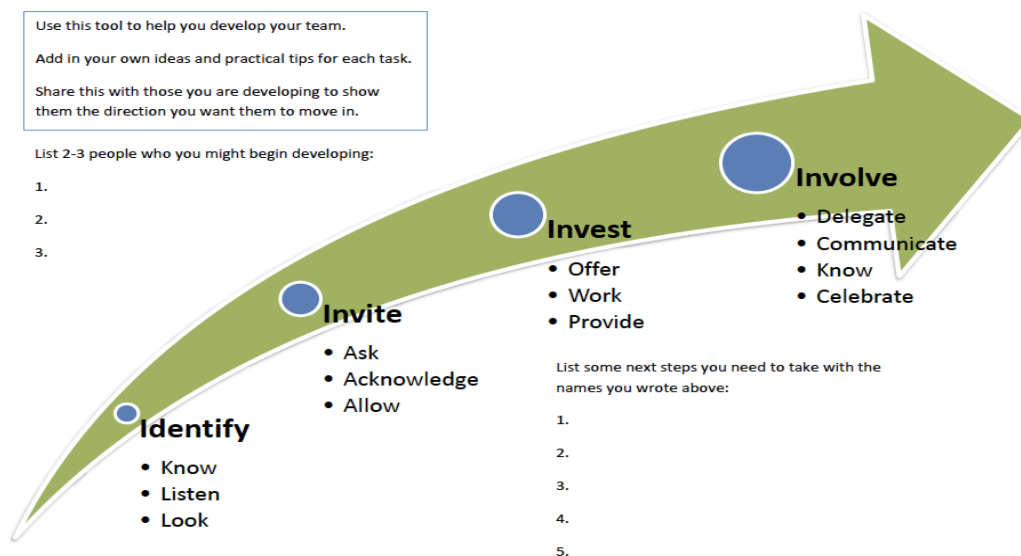 Use this tool to help you develop your team.
Add in your own ideas and practical tips for each task.
Share this with those you are developing to show
them the direction you want them to move in.
List 2-3 people who you might begin developing:
1.
2.
3.
Identify
• Know
• Listen
• Look
Invite
• Ask
• Acknowledge
• Allow
Invest
• Offer
• Work
• Provide
Involve
• Delegate
• Communicate
• Know
• Celebrate
List some next steps you need to take with the
names you wrote above:
1.
2.
3.
4.
5.